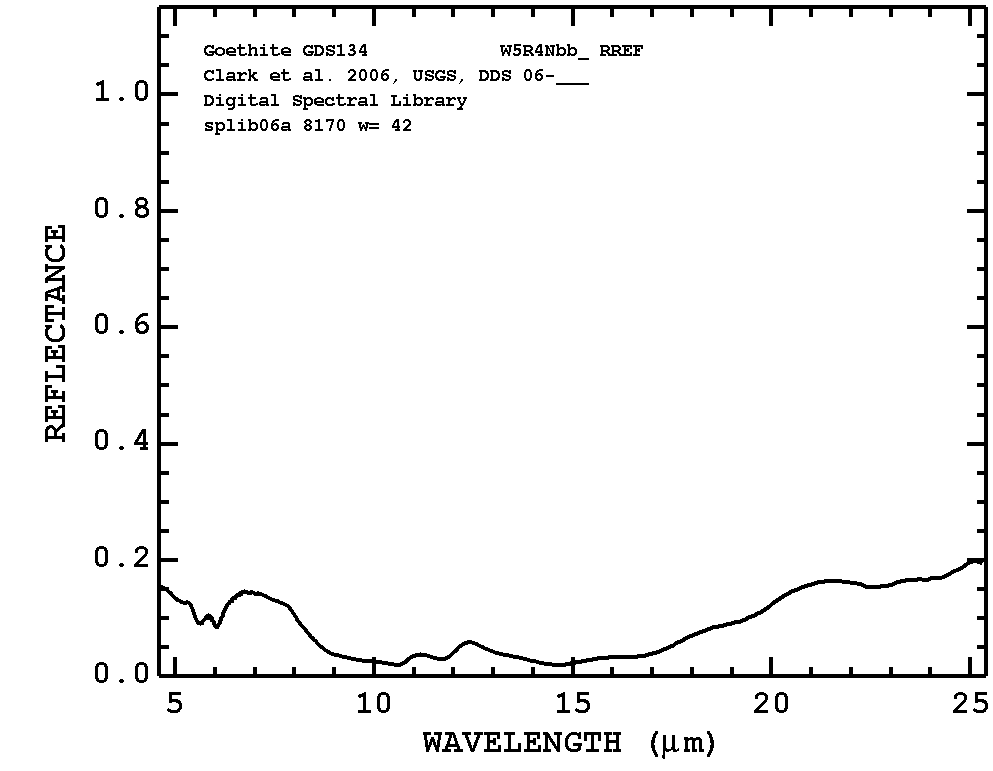 Goethite GDS134 W5R4Nbb_ RREF
Clark et al. 2006, USGS, DDS 06-___
Digital Spectral Library
splib06a 8170 w= 42
1.0
0.8
0.6
0.4
0.2
0.0
REFLECTANCE
5 10 15 20 25
WAVELENGTH (μm)